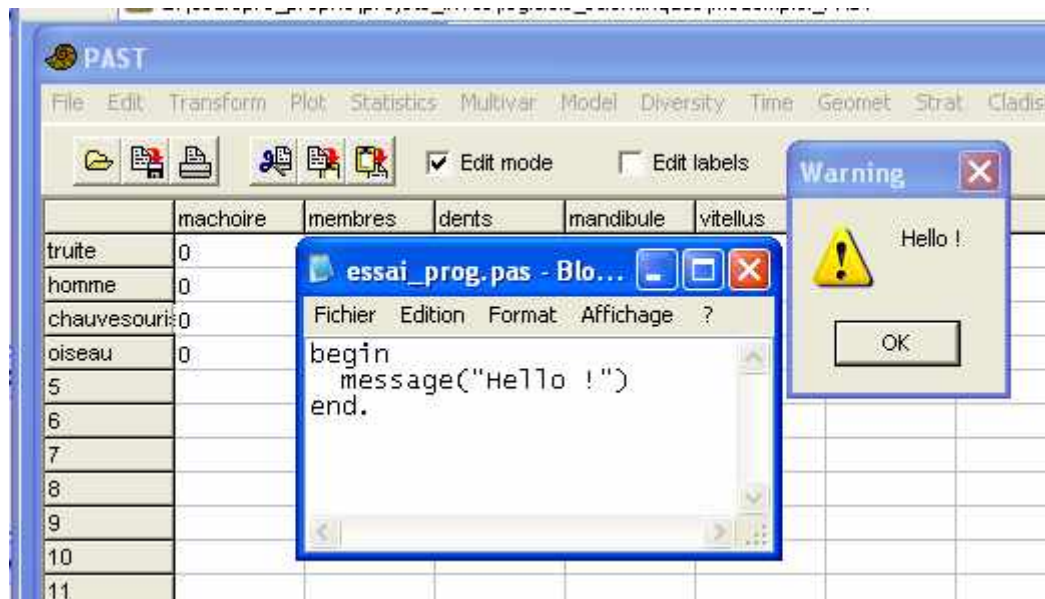 PAST
File Edit Transform Plot Statistics Multivar Model Diversity Time Geomet Strat Cladis
Edit mode Edit labels
machoire membres dents mandibule vitellus
truite 0
homme 0
chauvesouri 0
oiseau 0
5
6
7
8
9
10
11
essai_prog.pas - Blo...
Fichier Edition Format Affichage ?
begin
message("Hello !")
end.
Warning
Hello !
OK